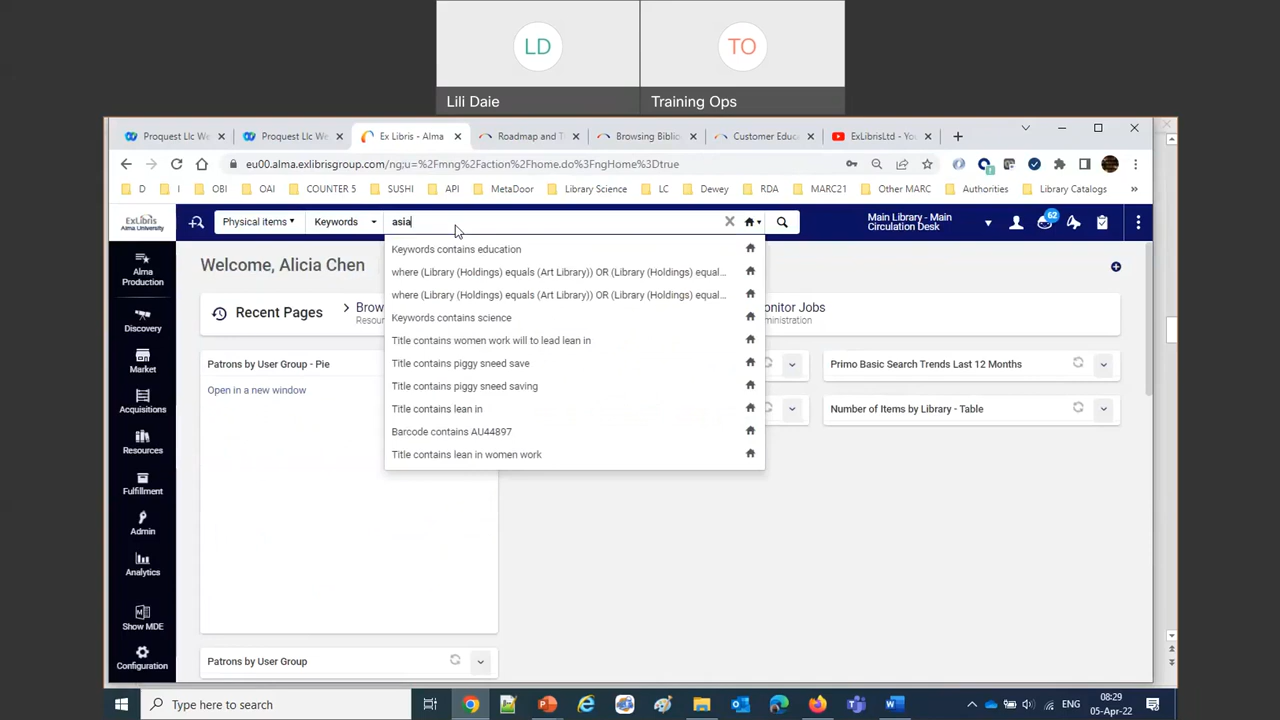 LD
TO
Lili Daie
Training Ops
Proquest Llc We
Proquest Llc We
Ex Libris - Alma
Roadmap and T
Browsing Biblio
Customer Educ
ExLibrisLtd - Yo
eu00.alma.exlibrisgroup.com/ng;u=%2Fmng%2Faction%2Fhome.do%3FngHome%3Dtrue
D
I
OBI
OAI
COUNTER 5
SUSHI
API
MetaDoor
Library Science
LC
Dewey
RDA
MARC21
Other MARC
Authorities
Library Catalogs
ExLibris
Alma University
Physical items
Keywords
asia
Main Library - Main
Circulation Desk
62
Keywords contains education
where (Library (Holdings) equals (Art Library)) OR (Library (Holdings) equal...
where (Library (Holdings) equals (Art Library)) OR (Library (Holdings) equal...
Keywords contains science
Title contains women work will to lead lean in
Title contains piggy sneed save
Title contains piggy sneed saving
Title contains lean in
Barcode contains AU44897
Title contains lean in women work
Alma
Production
Discovery
Market
Acquisitions
Resources
Fulfillment
Admin
Analytics
Show MDE
Configuration
Welcome, Alicia Chen
Recent Pages
Brow
Resou
onitor Jobs
ministration
Patrons by User Group - Pie
Open in a new window
Primo Basic Search Trends Last 12 Months
Number of Items by Library - Table
Patrons by User Group
Type here to search
ENG
08:29
05-Apr-22